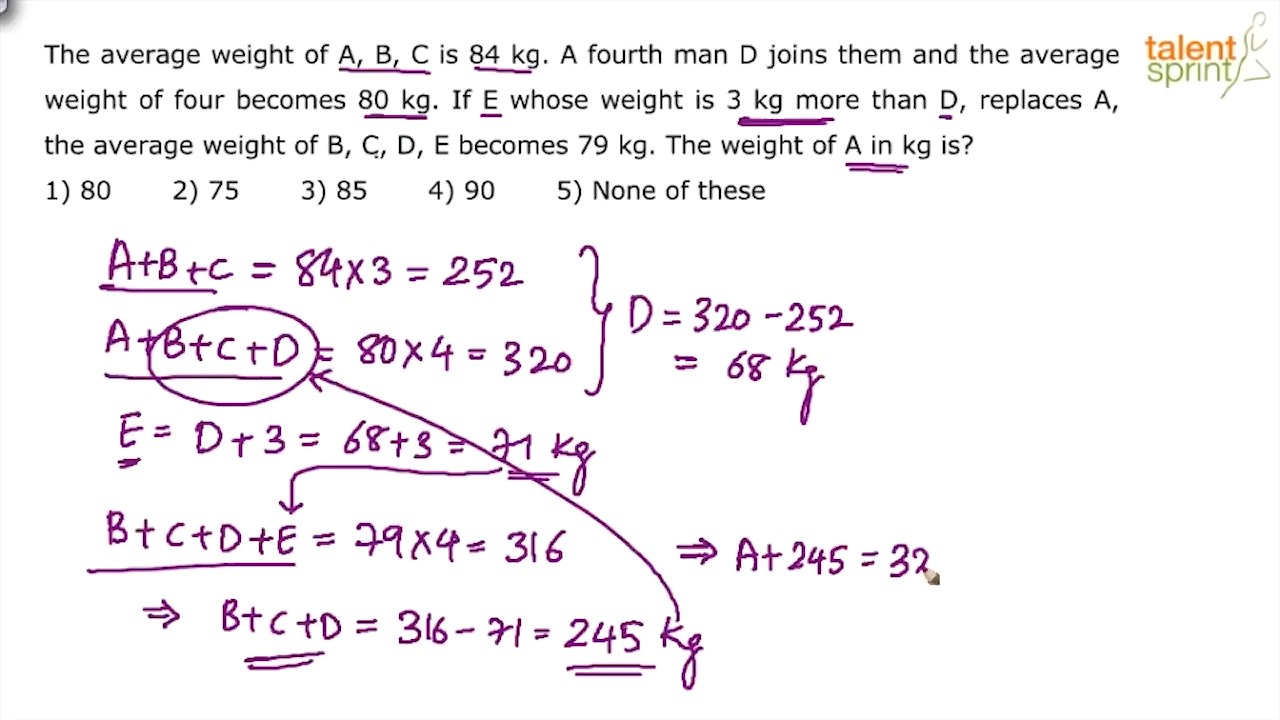 The average weight of A, B, C is 84 kg. A fourth man D joins them and the average
talent
sprint
weight of four becomes 80 kg. If E whose weight is 3 kg more than D, replaces A,
the average weight of B, C, D, E becomes 79 kg. The weight of A in kg is?
1) 80 2) 75 3) 85 4) 90 5) None of these
A+B+C = 84×3 = 252
A+B+C+D = 80×4 = 320
D = 320 - 252
= 68 kg
E = D+3 = 68+3 = 71 kg
B+C+D+E = 79×4 = 316
⇒ A+245 = 32
⇒ B+C+D = 316-71 = 245 kg